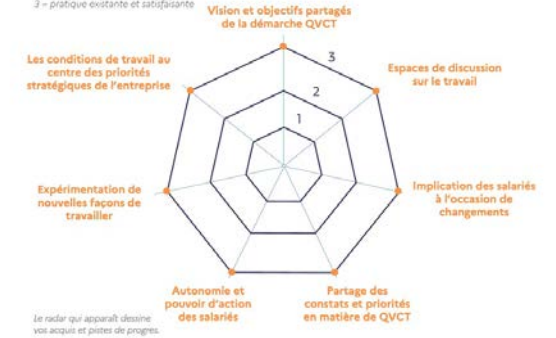 3 = pratique existante et satisfaisante
Vision et objectifs partagés
de la démarche QVCT
Les conditions de travail au
centre des priorités
stratégiques de l'entreprise
3
2
1
Espaces de discussion
sur le travail
Expérimentation de
nouvelles façons de
travailler
Implication des salariés
à l'occasion de
changements
Autonomie et
pouvoir d'action
des salariés
Partage des
constats et priorités
en matière de QVCT
Le radar qui apparaît dessine
vos acquis et pistes de progres.